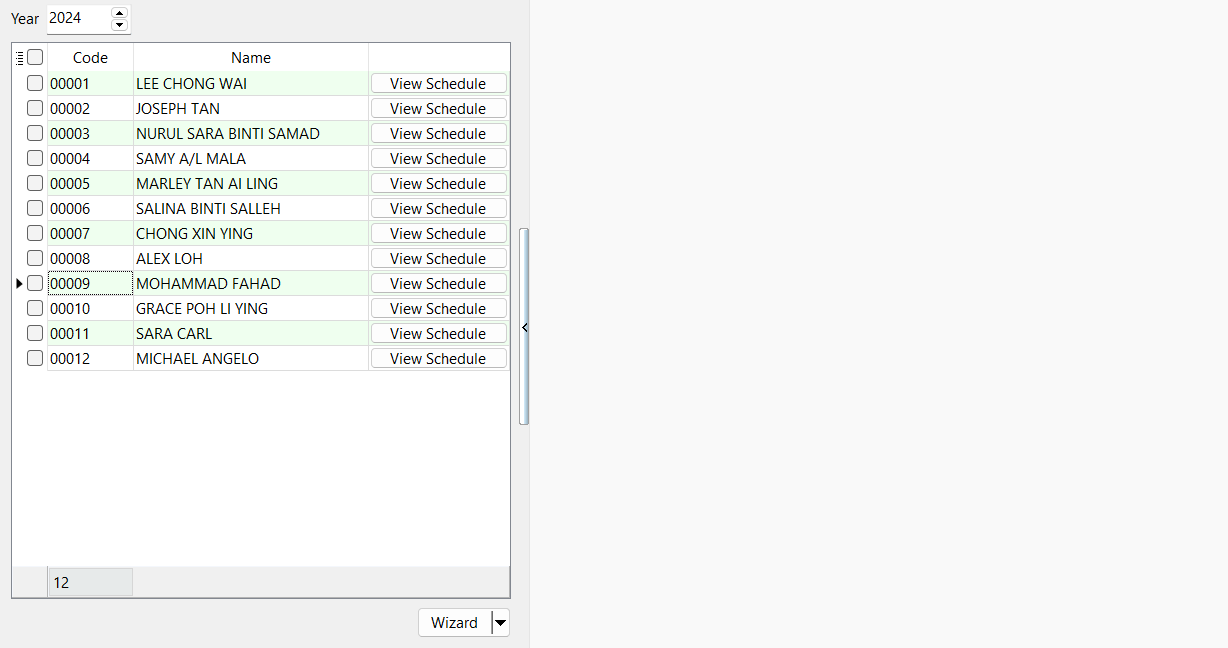 Year 2024
Code Name
00001 LEE CHONG WAI View Schedule
00002 JOSEPH TAN View Schedule
00003 NURUL SARA BINTI SAMAD View Schedule
00004 SAMY A/L MALA View Schedule
00005 MARLEY TAN AI LING View Schedule
00006 SALINA BINTI SALLEH View Schedule
00007 CHONG XIN YING View Schedule
00008 ALEX LOH View Schedule
00009 MOHAMMAD FAHAD View Schedule
00010 GRACE POH LI YING View Schedule
00011 SARA CARL View Schedule
00012 MICHAEL ANGELO View Schedule
12
Wizard